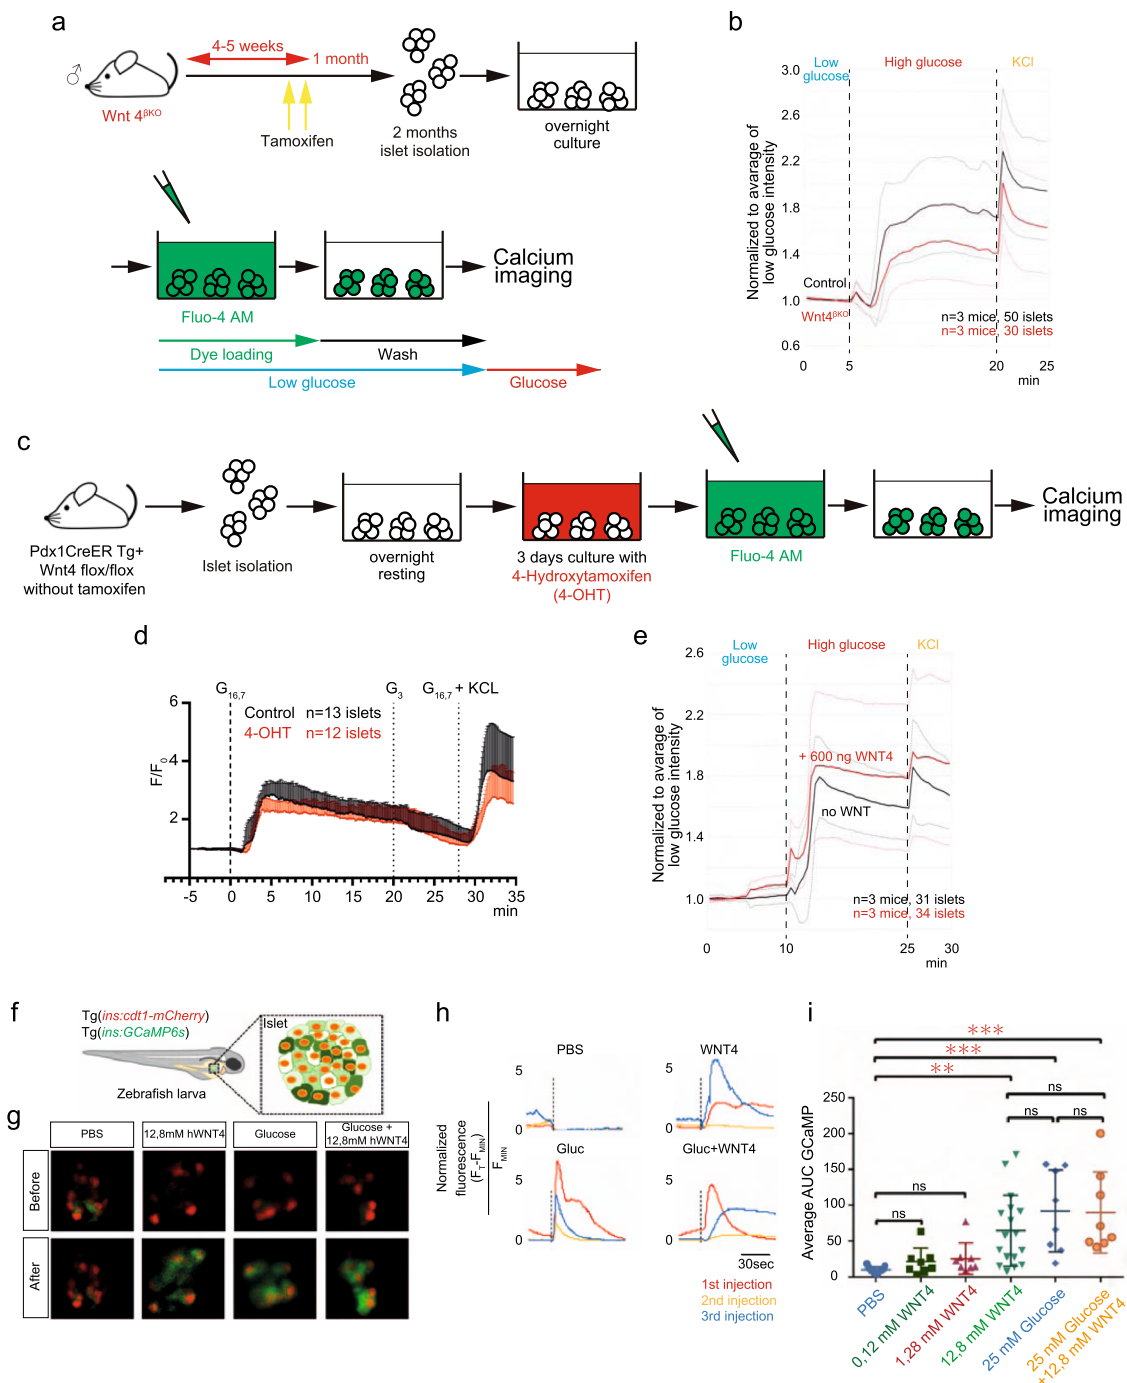 a
4-5 weeks
1 month
♂
Wnt 4βKO
Tamoxifen
2 months
islet isolation
overnight
culture
Fluo-4 AM
Calcium
imaging
Dye loading
Wash
Low glucose
Glucose
b
Low
glucose
High glucose
KCl
Normalized to avarage of
low glucose intensity
3.0
2.6
2.2
1.8
1.4
1.0
0.6
Control
Wnt4βKO
n=3 mice, 50 islets
n=3 mice, 30 islets
0
5
20
25
min
c
Pdx1CreER Tg+
Wnt4 flox/flox
without tamoxifen
Islet isolation
overnight
resting
3 days culture with
4-Hydroxytamoxifen
(4-OHT)
Fluo-4 AM
Calcium
imaging
d
G16,7
G3
G16,7 + KCL
Control n=13 islets
4-OHT n=12 islets
F/F0
6
4
2
-5 0 5 10 15 20 25 30 35
min
e
Low
glucose
High glucose
KCl
Normalized to avarage of
low glucose intensity
2.6
2.2
1.8
1.4
1.0
+ 600 ng WNT4
no WNT
n=3 mice, 31 islets
n=3 mice, 34 islets
0
10
25
30
min
f
Tg(ins:cdt1-mCherry)
Tg(ins:GCaMP6s)
Islet
Zebrafish larva
g
PBS
12,8mM hWNT4
Glucose
Glucose +
12,8mM hWNT4
Before
After
h
Normalized
fluorescence
(FT-FMIN)
FMIN
PBS
5
0
WNT4
5
0
Gluc
5
0
Gluc+WNT4
5
0
30sec
1st injection
2nd injection
3rd injection
i
***
***
**
ns
ns
ns
ns
ns
Average AUC GCaMP
250
200
150
100
50
0
PBS
0,12 mM WNT4
1,28 mM WNT4
12,8 mM WNT4
25 mM Glucose
25 mM Glucose
+12,8 mM WNT4